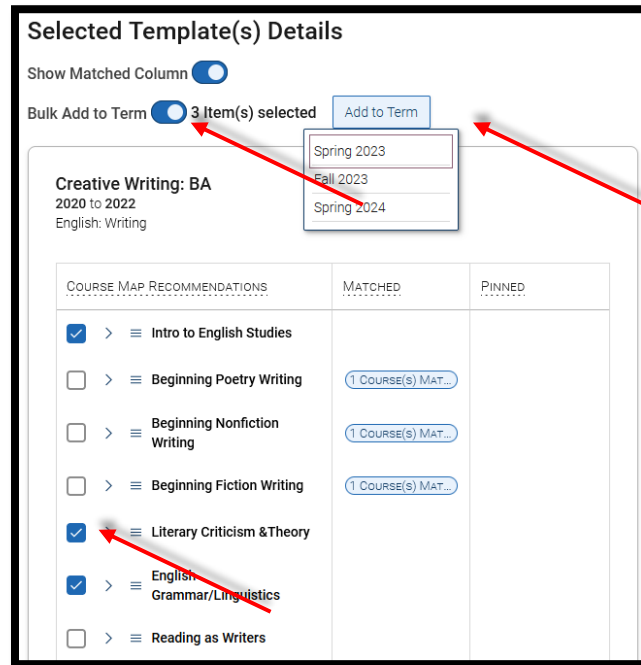 Selected Template(s) Details
Show Matched Column
Bulk Add to Term 3 Item(s) selected Add to Term
Spring 2023
Fall 2023
Spring 2024
Creative Writing: BA
2020 to 2022
English: Writing
COURSE MAP RECOMMENDATIONS MATCHED PINNED
Intro to English Studies
Beginning Poetry Writing 1 COURSE(S) MAT...
Beginning Nonfiction
Writing 1 COURSE(S) MAT...
Beginning Fiction Writing 1 COURSE(S) MAT...
Literary Criticism &Theory
English
Grammar/Linguistics
Reading as Writers